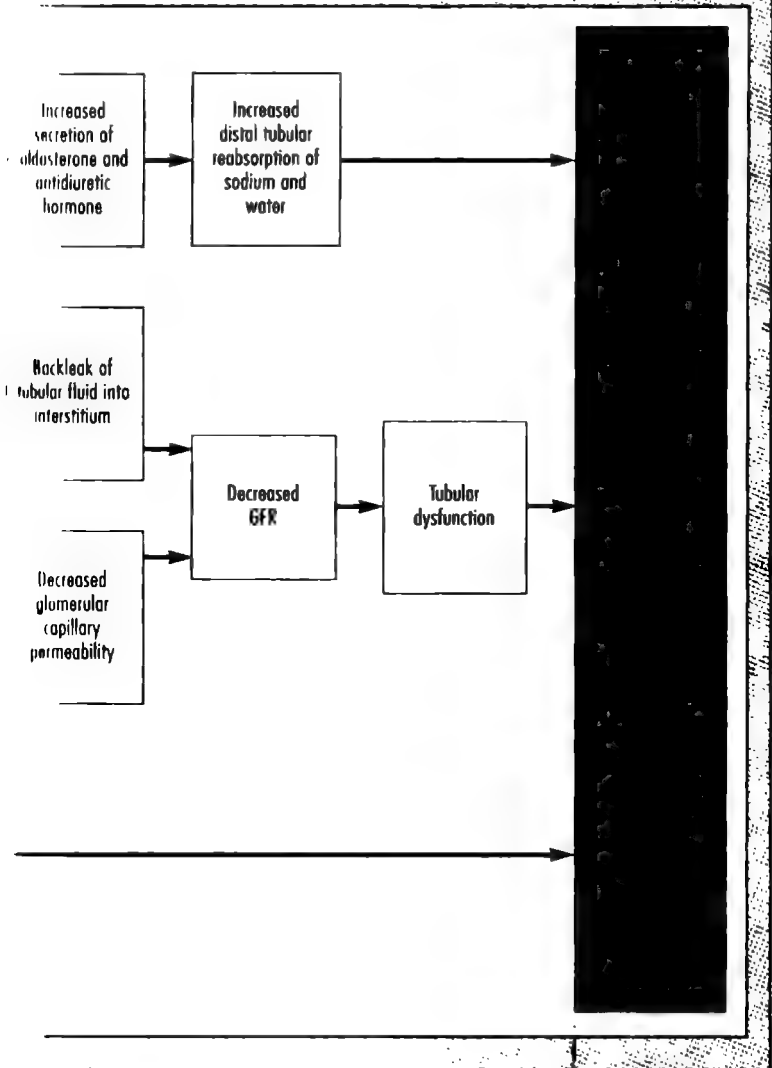 Increased
secretion of
aldosterone and
antidiuretic
hormone
Increased
distal tubular
reabsorption of
sodium and
water
Backleak of
tubular fluid into
interstitium
Decreased
GFR
Tubular
dysfunction
Decreased
glomerular
capillary
permeability